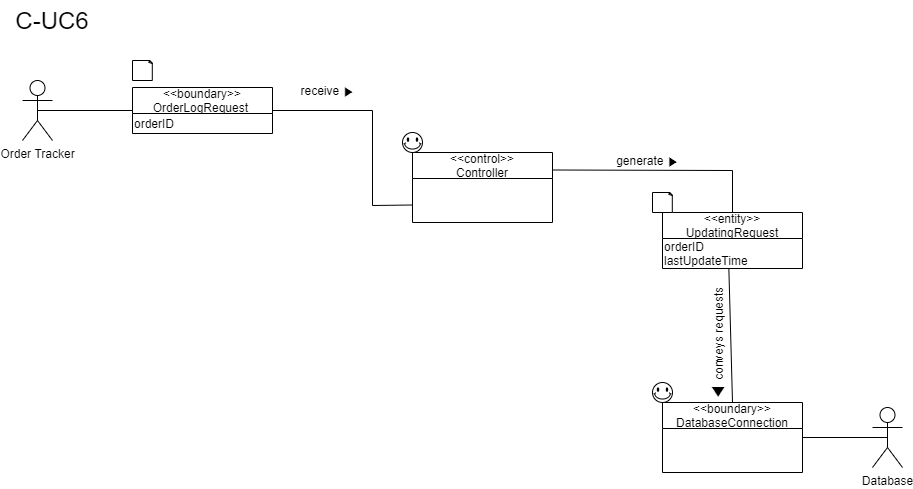 C-UC6
receive ▶
<<boundary>>
OrderLogRequest
orderID
Order Tracker
<<control>>
Controller
generate ▶
<<entity>>
UpdatingRequest
orderID
lastUpdateTime
conveys requests
<<boundary>>
DatabaseConnection
Database